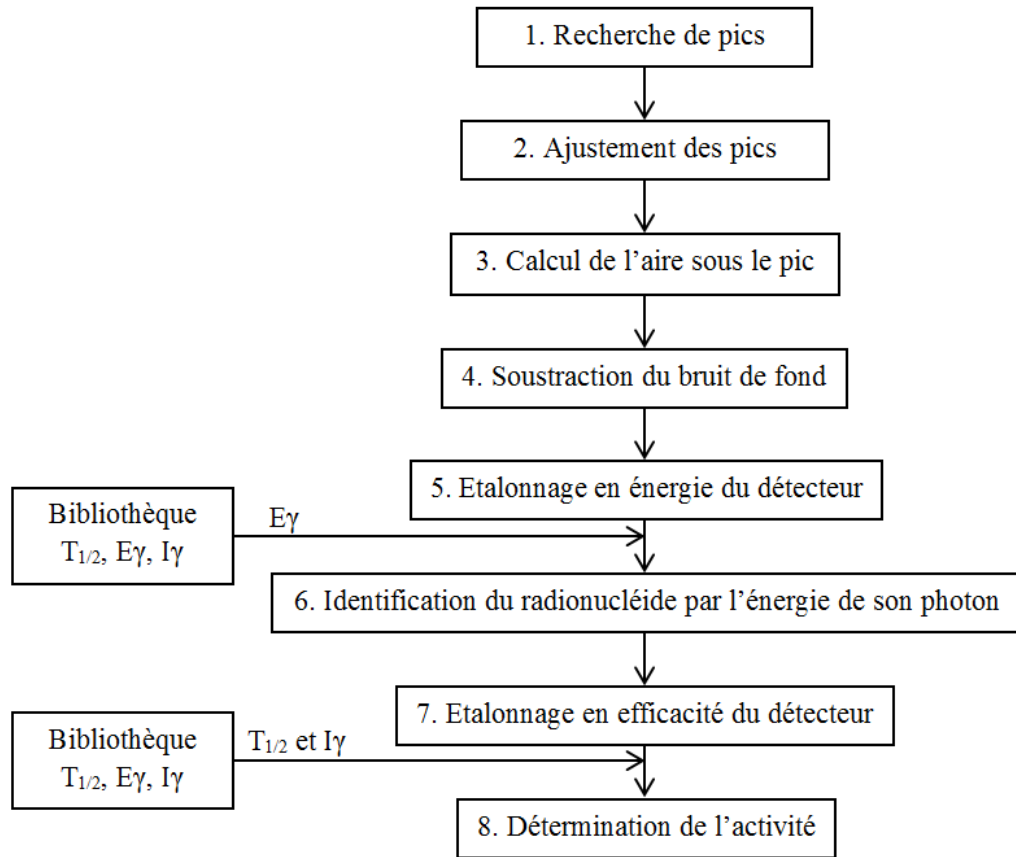 1. Recherche de pics
2. Ajustement des pics
3. Calcul de l’aire sous le pic
4. Soustraction du bruit de fond
5. Etalonnage en énergie du détecteur
Bibliothèque
T1/2, Eγ, Iγ
Eγ
6. Identification du radionucléide par l’énergie de son photon
7. Etalonnage en efficacité du détecteur
Bibliothèque
T1/2, Eγ, Iγ
T1/2 et Iγ
8. Détermination de l’activité